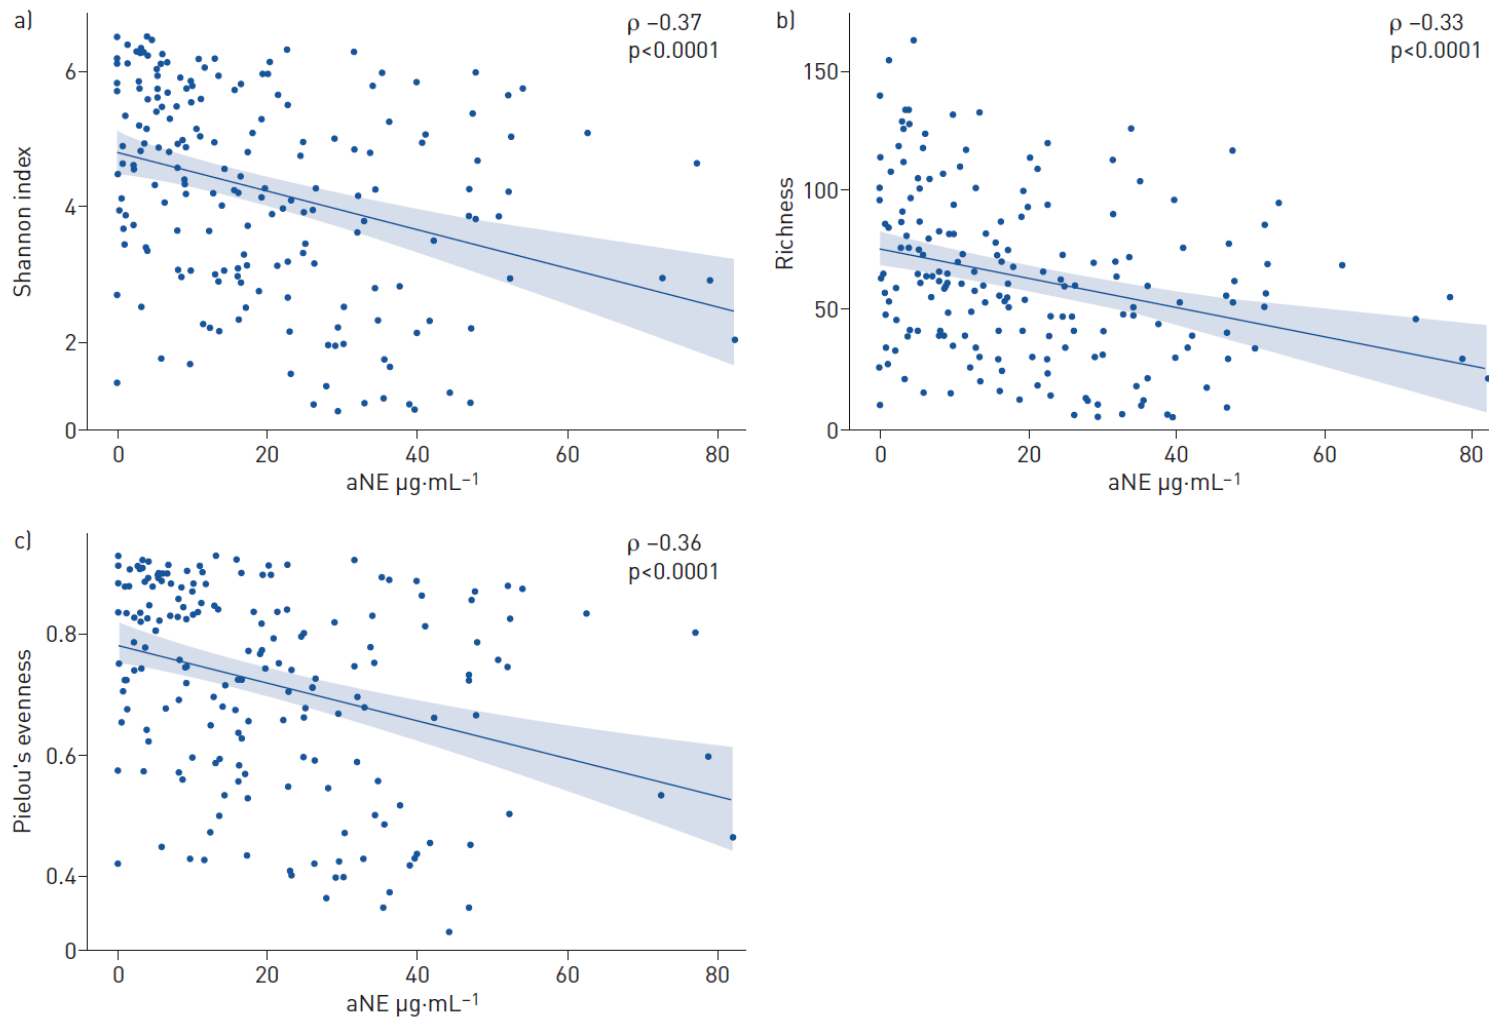 a)
ρ −0.37
p<0.0001
Shannon index
6
4
2
0
0 20 40 60 80
aNE µg·mL⁻¹
b)
ρ −0.33
p<0.0001
Richness
150
100
50
0
0 20 40 60 80
aNE µg·mL⁻¹
c)
ρ −0.36
p<0.0001
Pielou's evenness
0.8
0.6
0.4
0
0 20 40 60 80
aNE µg·mL⁻¹